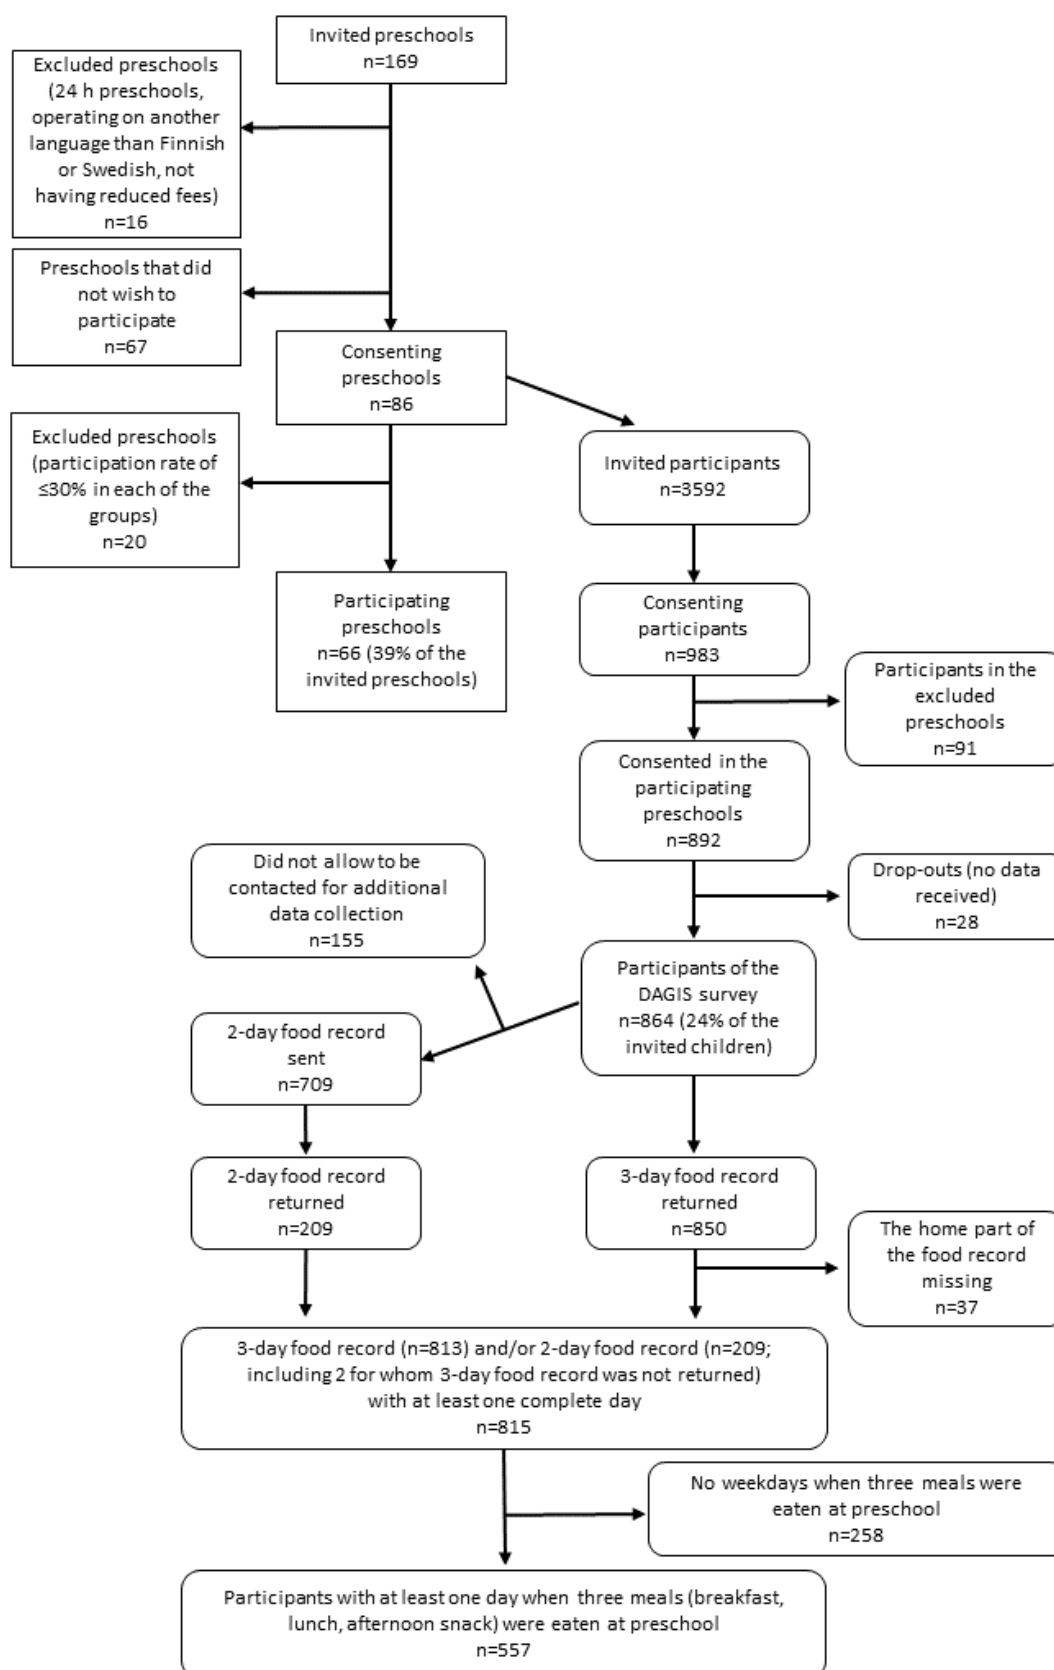 Invited preschools
n=169
Excluded preschools
(24 h preschools,
operating on another
language than Finnish
or Swedish, not
having reduced fees)
n=16
Preschools that did
not wish to
participate
n=67
Consenting
preschools
n=86
Excluded preschools
(participation rate of
≤30% in each of the
groups)
n=20
Invited participants
n=3592
Participating
preschools
n=66 (39% of the
invited preschools)
Consenting
participants
n=983
Participants in the
excluded
preschools
n=91
Consented in the
participating
preschools
n=892
Did not allow to be
contacted for additional
data collection
n=155
Drop-outs (no data
received)
n=28
Participants of the
DAGIS survey
n=864 (24% of the
invited children)
2-day food record
sent
n=709
2-day food record
returned
n=209
3-day food record
returned
n=850
The home part of
the food record
missing
n=37
3-day food record (n=813) and/or 2-day food record (n=209;
including 2 for whom 3-day food record was not returned)
with at least one complete day
n=815
No weekdays when three meals were
eaten at preschool
n=258
Participants with at least one day when three meals (breakfast,
lunch, afternoon snack) were eaten at preschool
n=557